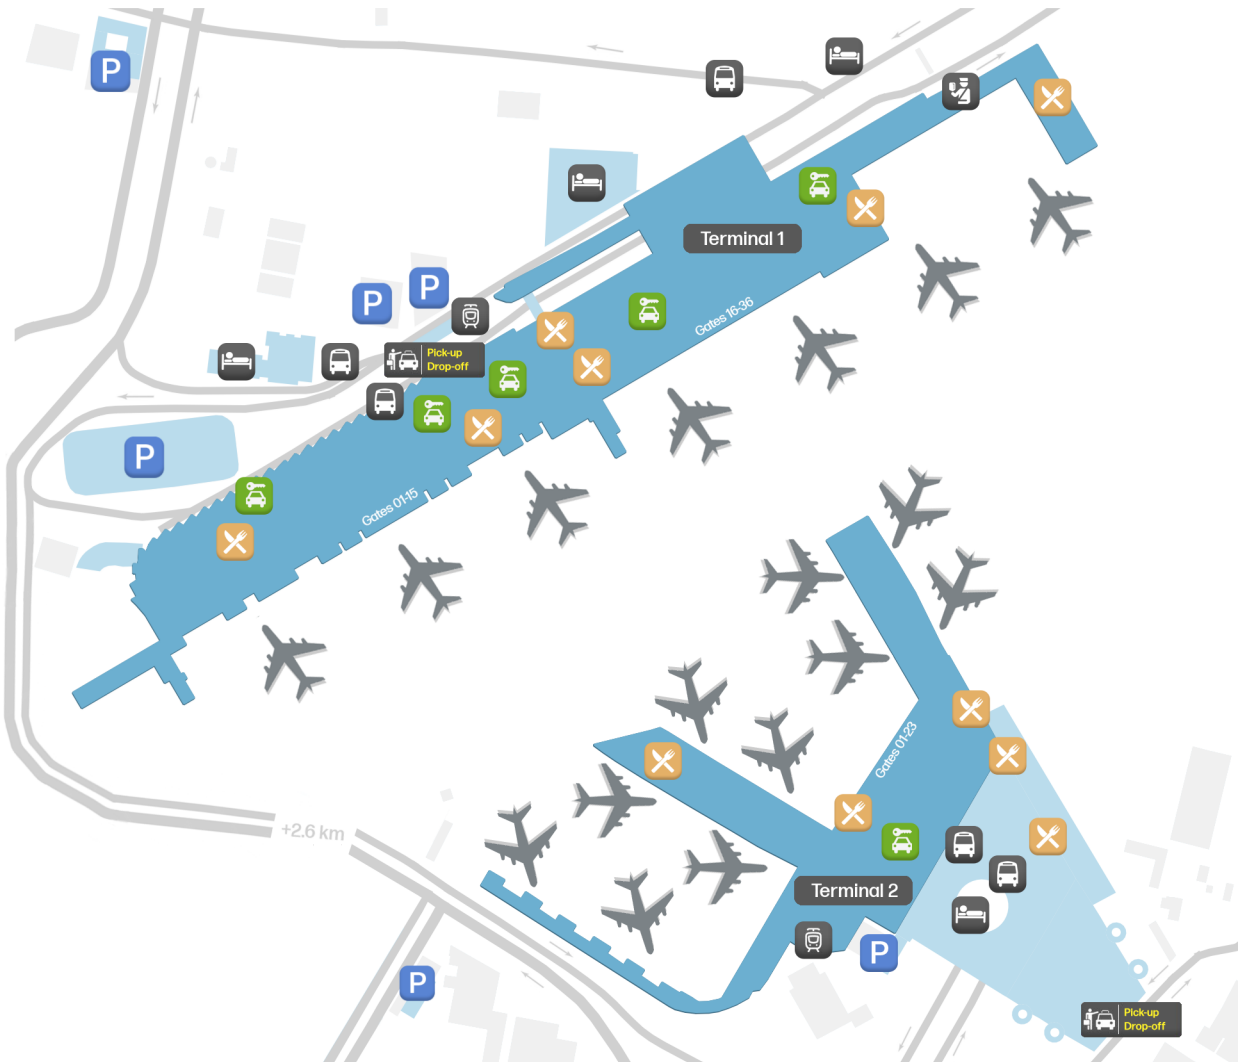 P
Terminal 1
P
P
Gates 16-36
Pick-up
Drop-off
P
Gates 01-15
Gates 01-23
+2.6 km
Terminal 2
P
P
Pick-up
Drop-off